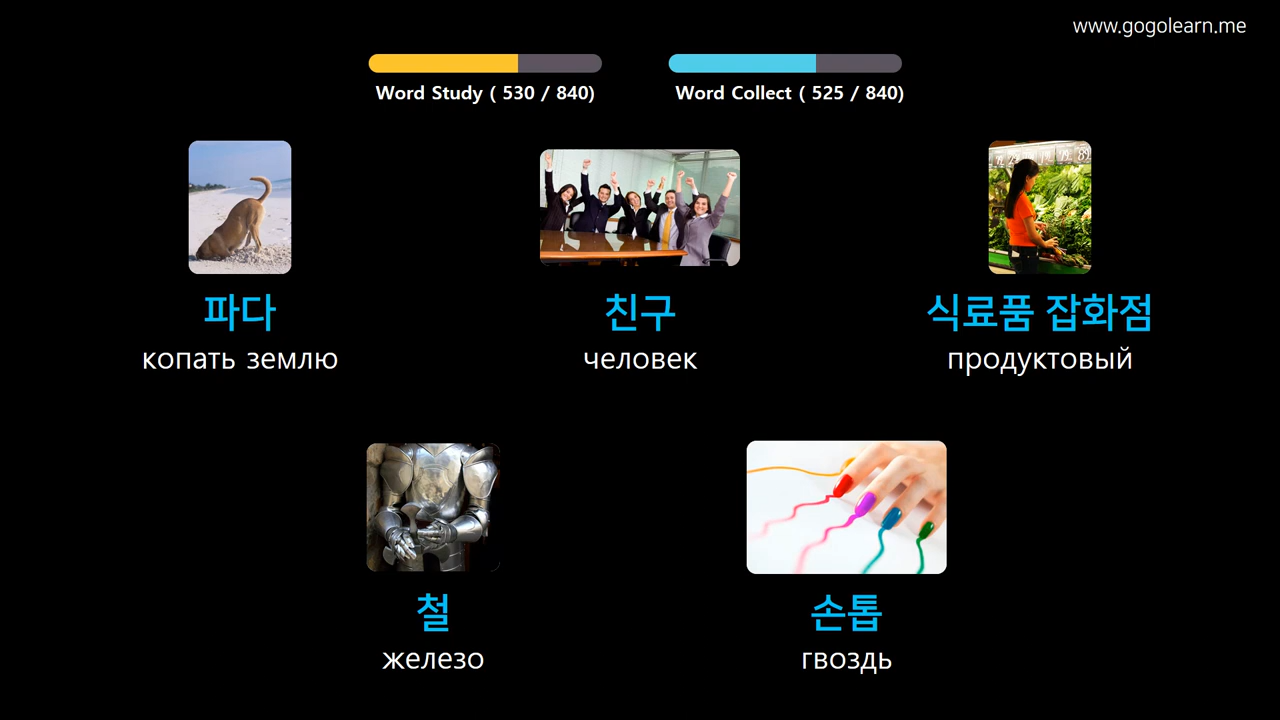 www.gogolearn.me
Word Study ( 530 / 840)
Word Collect ( 525 / 840)
파다
копать землю
친구
человек
식료품 잡화점
продуктовый
철
железо
손톱
гвоздь